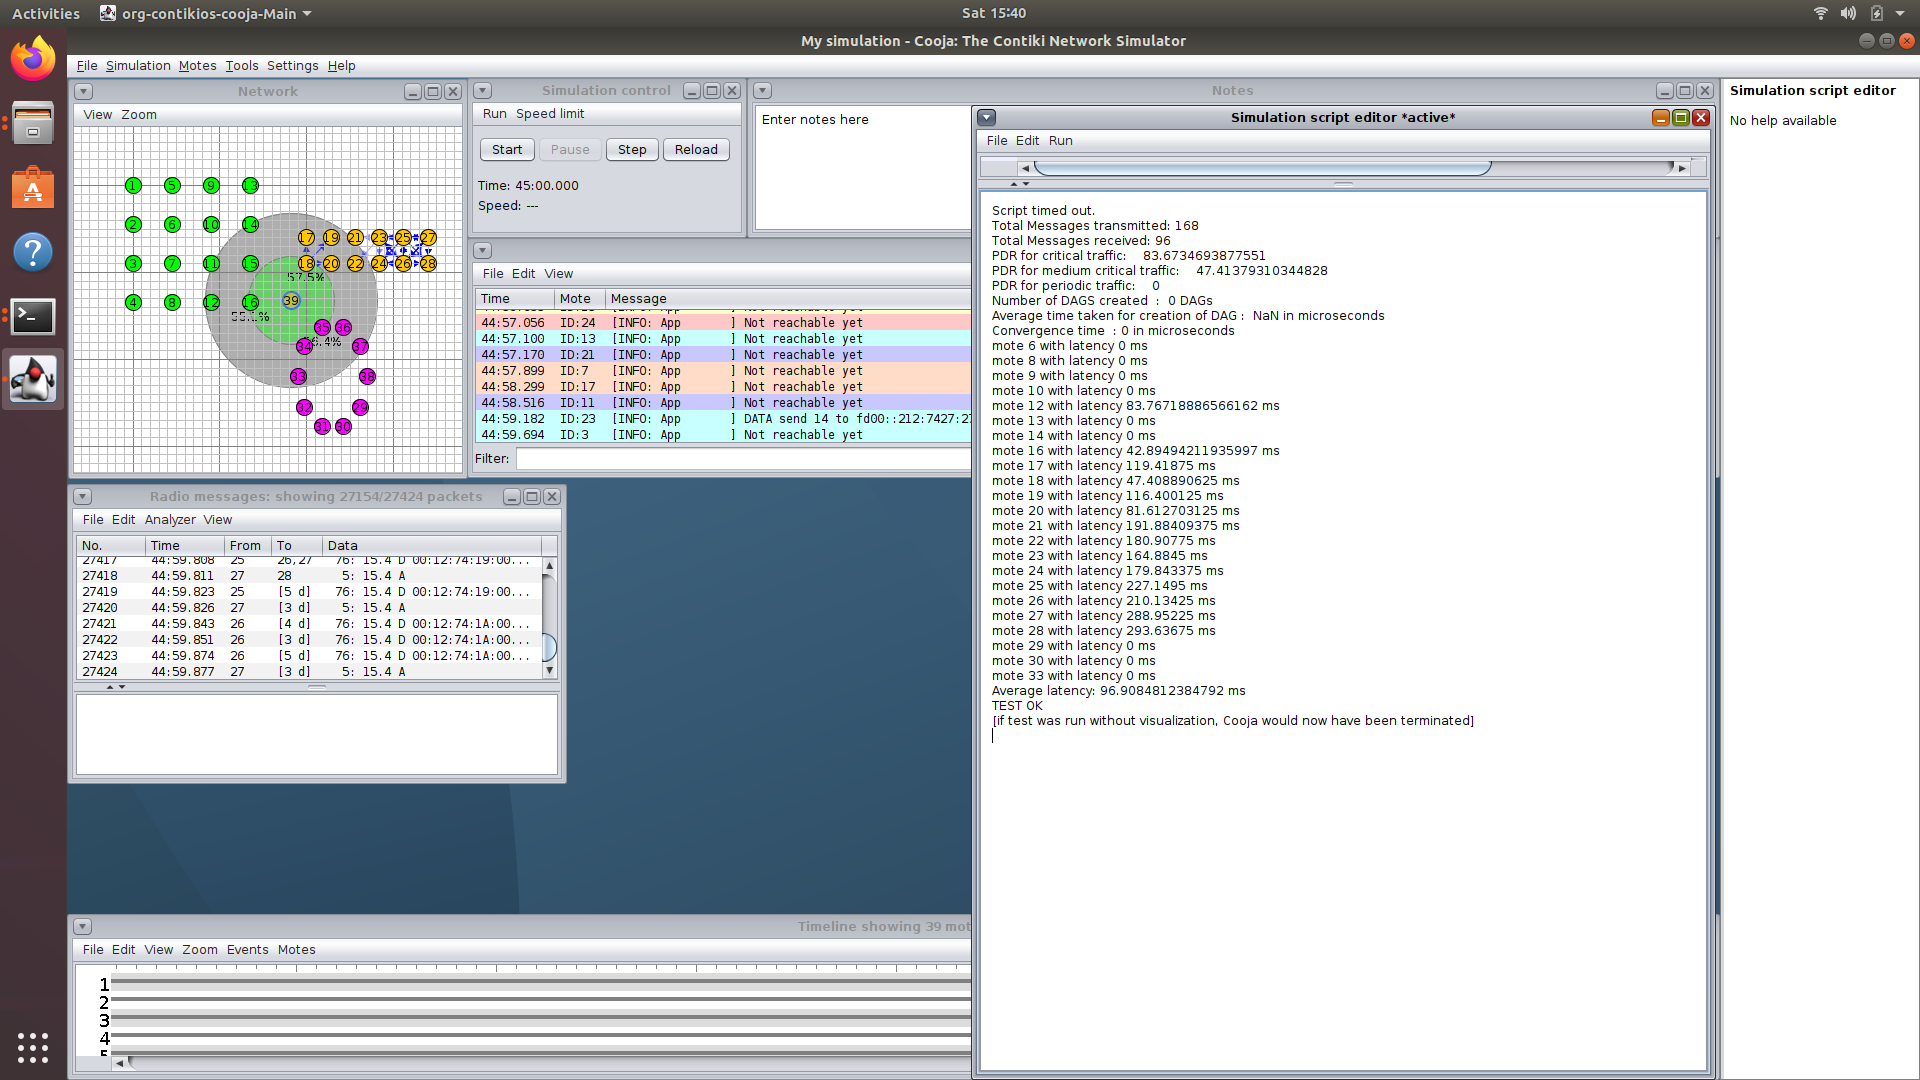 Activities org-contikios-cooja-Main Sat 15:40
My simulation - Cooja: The Contiki Network Simulator
File Simulation Motes Tools Settings Help
Network
View Zoom
1 5 9 13
2 6 10 14
17 19 21 23 25 27
3 7 11 15 18 20 22 24 26 28
57.5%
4 8 12 16 39
35 36
34 37
33 38
32 29
31 30
Simulation control
Run Speed limit
Start Pause Step Reload
Time: 45:00.000
Speed: ---
Notes
Enter notes here
File Edit View
Time Mote Message
44:57.056 ID:24 [INFO: App ] Not reachable yet
44:57.100 ID:13 [INFO: App ] Not reachable yet
44:57.170 ID:21 [INFO: App ] Not reachable yet
44:57.899 ID:7 [INFO: App ] Not reachable yet
44:58.299 ID:17 [INFO: App ] Not reachable yet
44:58.516 ID:11 [INFO: App ] Not reachable yet
44:59.182 ID:23 [INFO: App ] DATA send 14 to fd00::212:7427:2
44:59.694 ID:3 [INFO: App ] Not reachable yet
Filter:
Radio messages: showing 27154/27424 packets
File Edit Analyzer View
No. Time From To Data
27417 44:59.808 25 26,27 76: 15.4 D 00:12:74:19:00...
27418 44:59.811 27 28 5: 15.4 A
27419 44:59.823 25 [5 d] 76: 15.4 D 00:12:74:19:00...
27420 44:59.826 27 [3 d] 5: 15.4 A
27421 44:59.843 26 [4 d] 76: 15.4 D 00:12:74:1A:00...
27422 44:59.851 26 [3 d] 76: 15.4 D 00:12:74:1A:00...
27423 44:59.874 26 [5 d] 76: 15.4 D 00:12:74:1A:00...
27424 44:59.877 27 [3 d] 5: 15.4 A
Timeline showing 39 mot
File Edit View Zoom Events Motes
1
2
3
4
Simulation script editor *active*
File Edit Run
Script timed out.
Total Messages transmitted: 168
Total Messages received: 96
PDR for critical traffic: 83.6734693877551
PDR for medium critical traffic: 47.41379310344828
PDR for periodic traffic: 0
Number of DAGS created : 0 DAGs
Average time taken for creation of DAG : NaN in microseconds
Convergence time : 0 in microseconds
mote 6 with latency 0 ms
mote 8 with latency 0 ms
mote 9 with latency 0 ms
mote 10 with latency 0 ms
mote 12 with latency 83.76718886566162 ms
mote 13 with latency 0 ms
mote 14 with latency 0 ms
mote 16 with latency 42.89494211935997 ms
mote 17 with latency 119.41875 ms
mote 18 with latency 47.408890625 ms
mote 19 with latency 116.400125 ms
mote 20 with latency 81.612703125 ms
mote 21 with latency 191.88409375 ms
mote 22 with latency 180.90775 ms
mote 23 with latency 164.8845 ms
mote 24 with latency 179.843375 ms
mote 25 with latency 227.1495 ms
mote 26 with latency 210.13425 ms
mote 27 with latency 288.95225 ms
mote 28 with latency 293.63675 ms
mote 29 with latency 0 ms
mote 30 with latency 0 ms
mote 33 with latency 0 ms
Average latency: 96.9084812384792 ms
TEST OK
[if test was run without visualization, Cooja would now have been terminated]
Simulation script editor
No help available